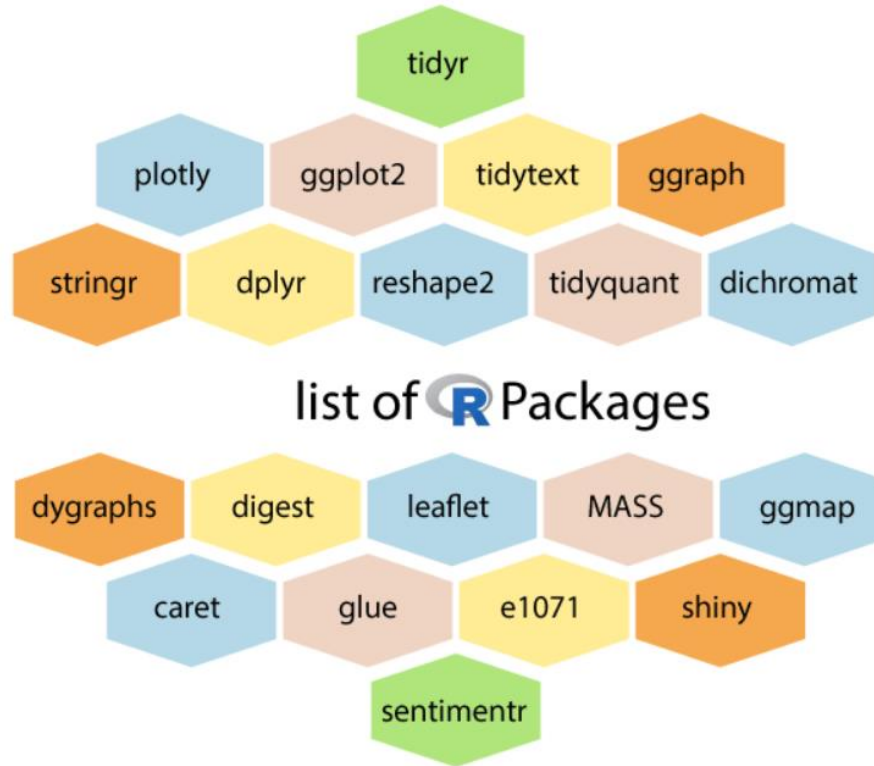 tidyr
plotly ggplot2 tidytext ggraph
stringr dplyr reshape2 tidyquant dichromat
list of R Packages
dygraphs digest leaflet MASS ggmap
caret glue e1071 shiny
sentimentr